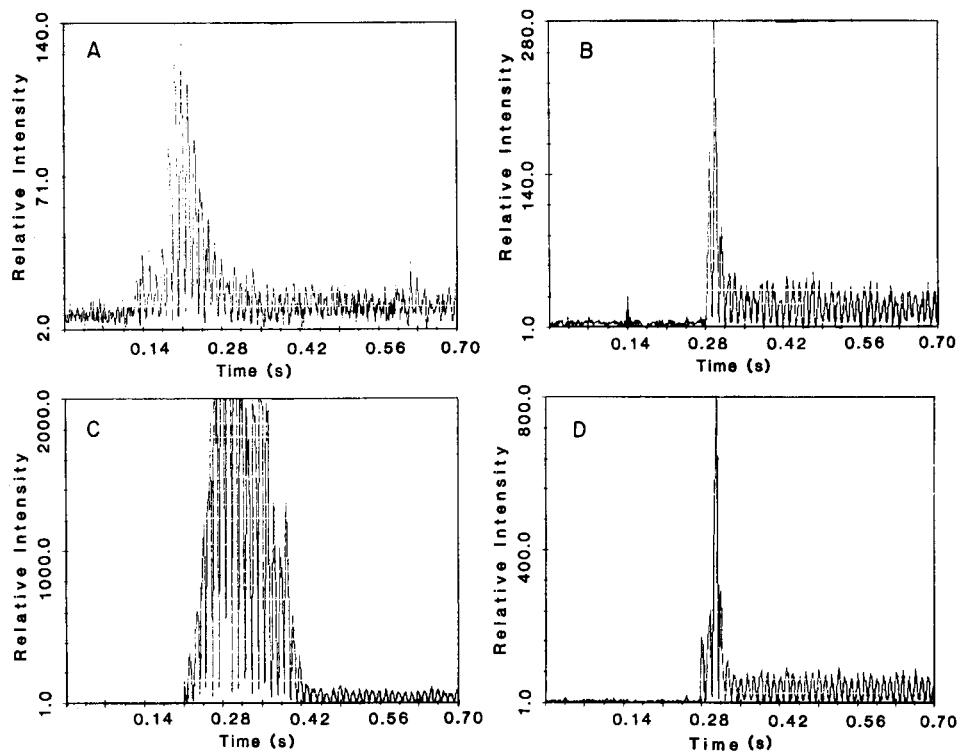 A
Relative Intensity
140.0
71.0
2.0
0.14 0.28 0.42 0.56 0.70
Time (s)
B
Relative Intensity
280.0
140.0
1.0
0.14 0.28 0.42 0.56 0.70
Time (s)
C
Relative Intensity
2000.0
1000.0
1.0
0.14 0.28 0.42 0.56 0.70
Time (s)
D
Relative Intensity
800.0
400.0
1.0
0.14 0.28 0.42 0.56 0.70
Time (s)